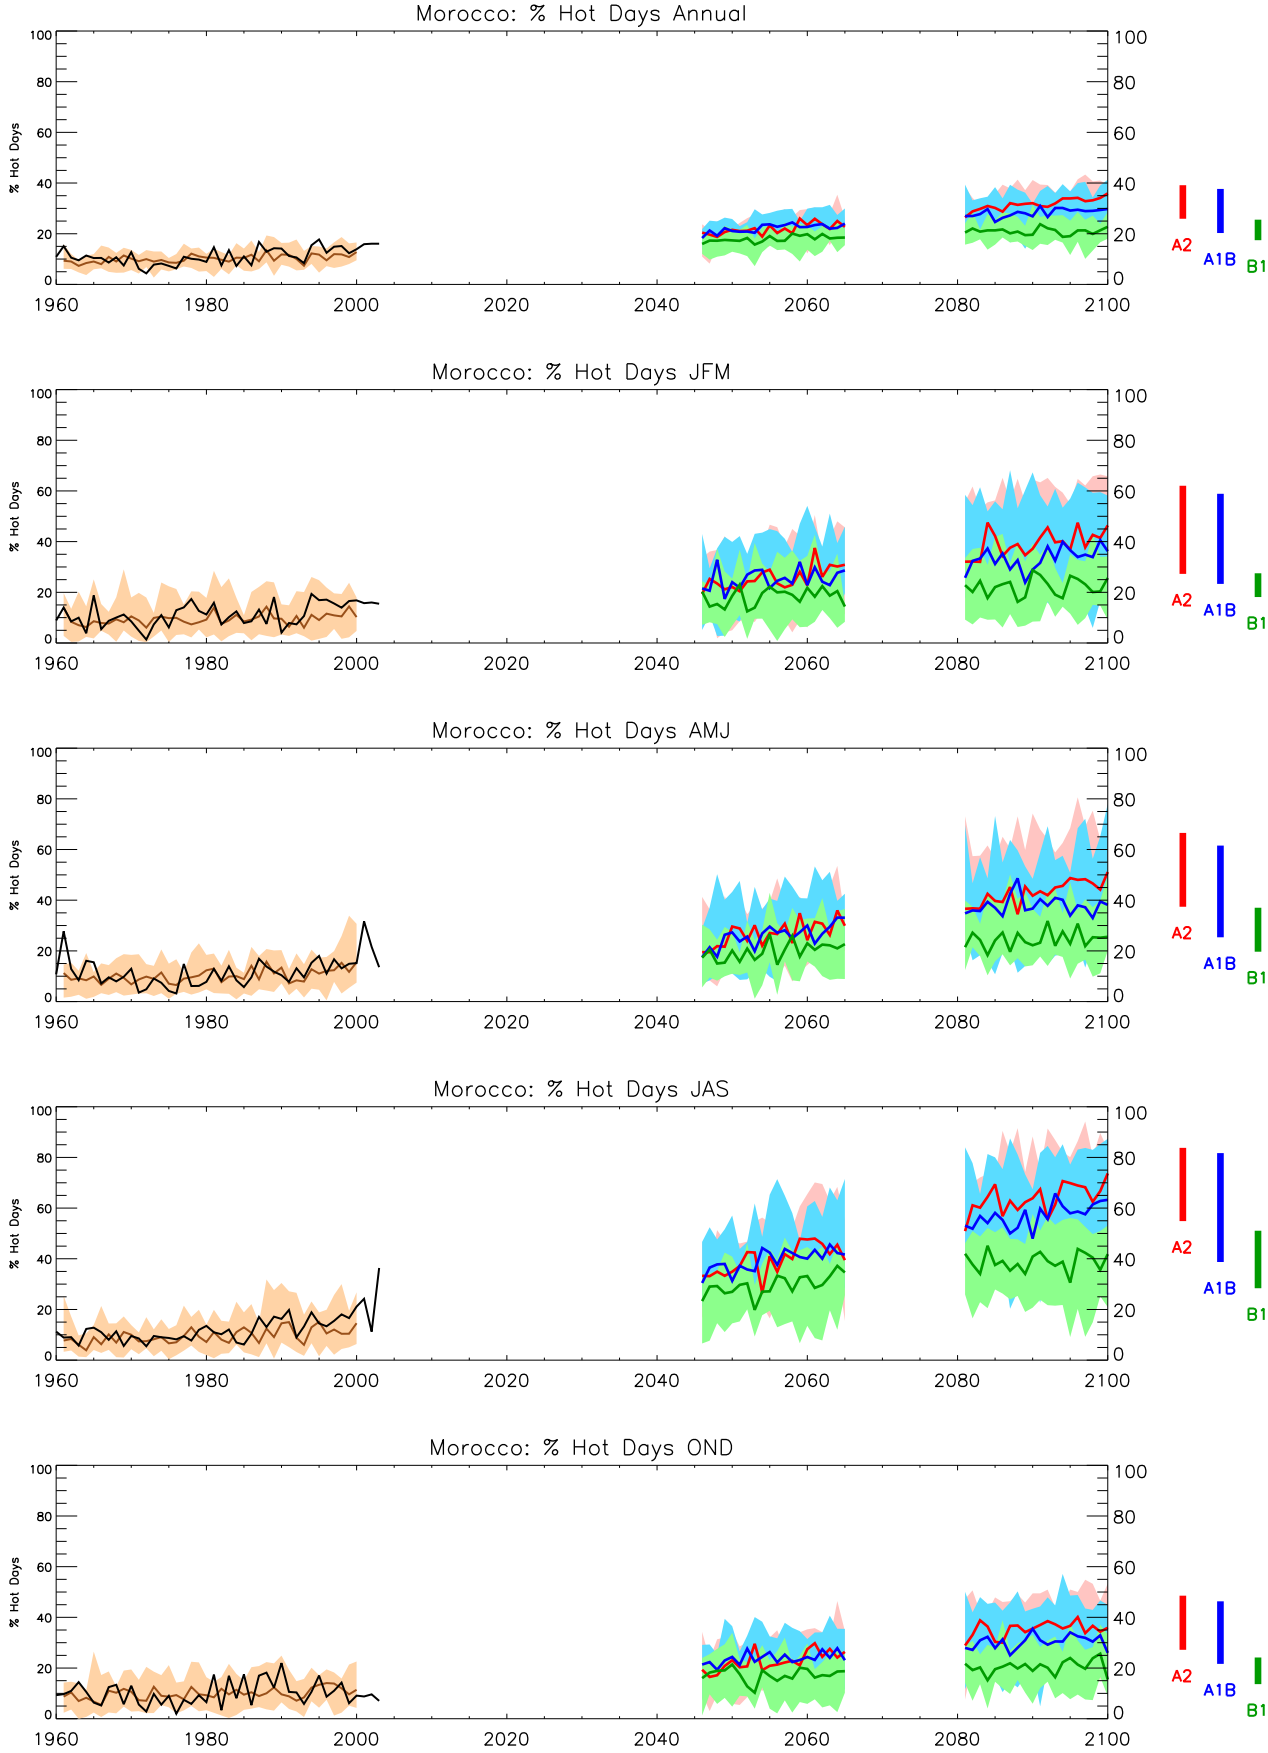 Morocco: % Hot Days Annual
100 100
80 80
% Hot Days
60 60
40 40
20 20
0 0
1960 1980 2000 2020 2040 2060 2080 2100
A2 A1B B1
Morocco: % Hot Days JFM
100 100
80 80
% Hot Days
60 60
40 40
20 20
0 0
1960 1980 2000 2020 2040 2060 2080 2100
A2 A1B B1
Morocco: % Hot Days AMJ
100 100
80 80
% Hot Days
60 60
40 40
20 20
0 0
1960 1980 2000 2020 2040 2060 2080 2100
A2 A1B B1
Morocco: % Hot Days JAS
100 100
80 80
% Hot Days
60 60
40 40
20 20
0 0
1960 1980 2000 2020 2040 2060 2080 2100
A2 A1B B1
Morocco: % Hot Days OND
100 100
80 80
% Hot Days
60 60
40 40
20 20
0 0
1960 1980 2000 2020 2040 2060 2080 2100
A2 A1B B1